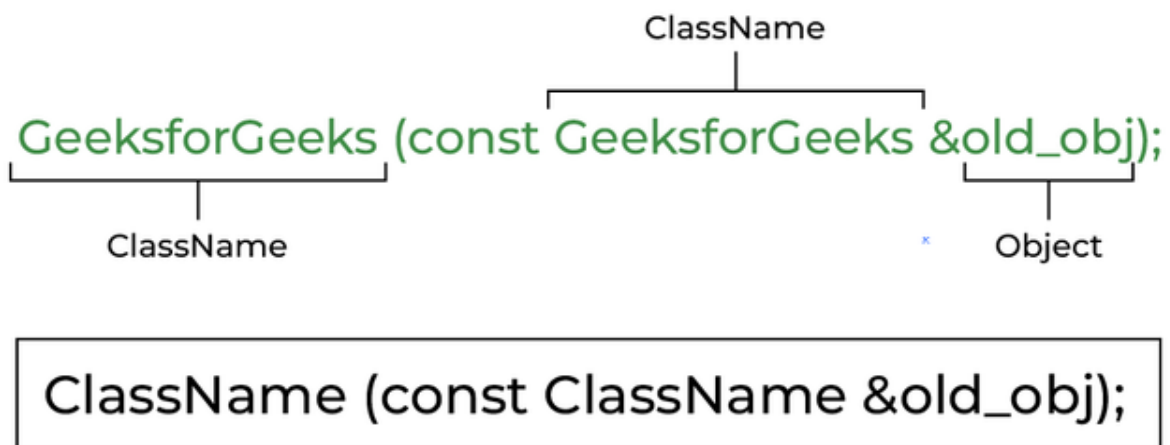 ClassName
GeeksforGeeks (const GeeksforGeeks &old_obj);
ClassName
Object
ClassName (const ClassName &old_obj);